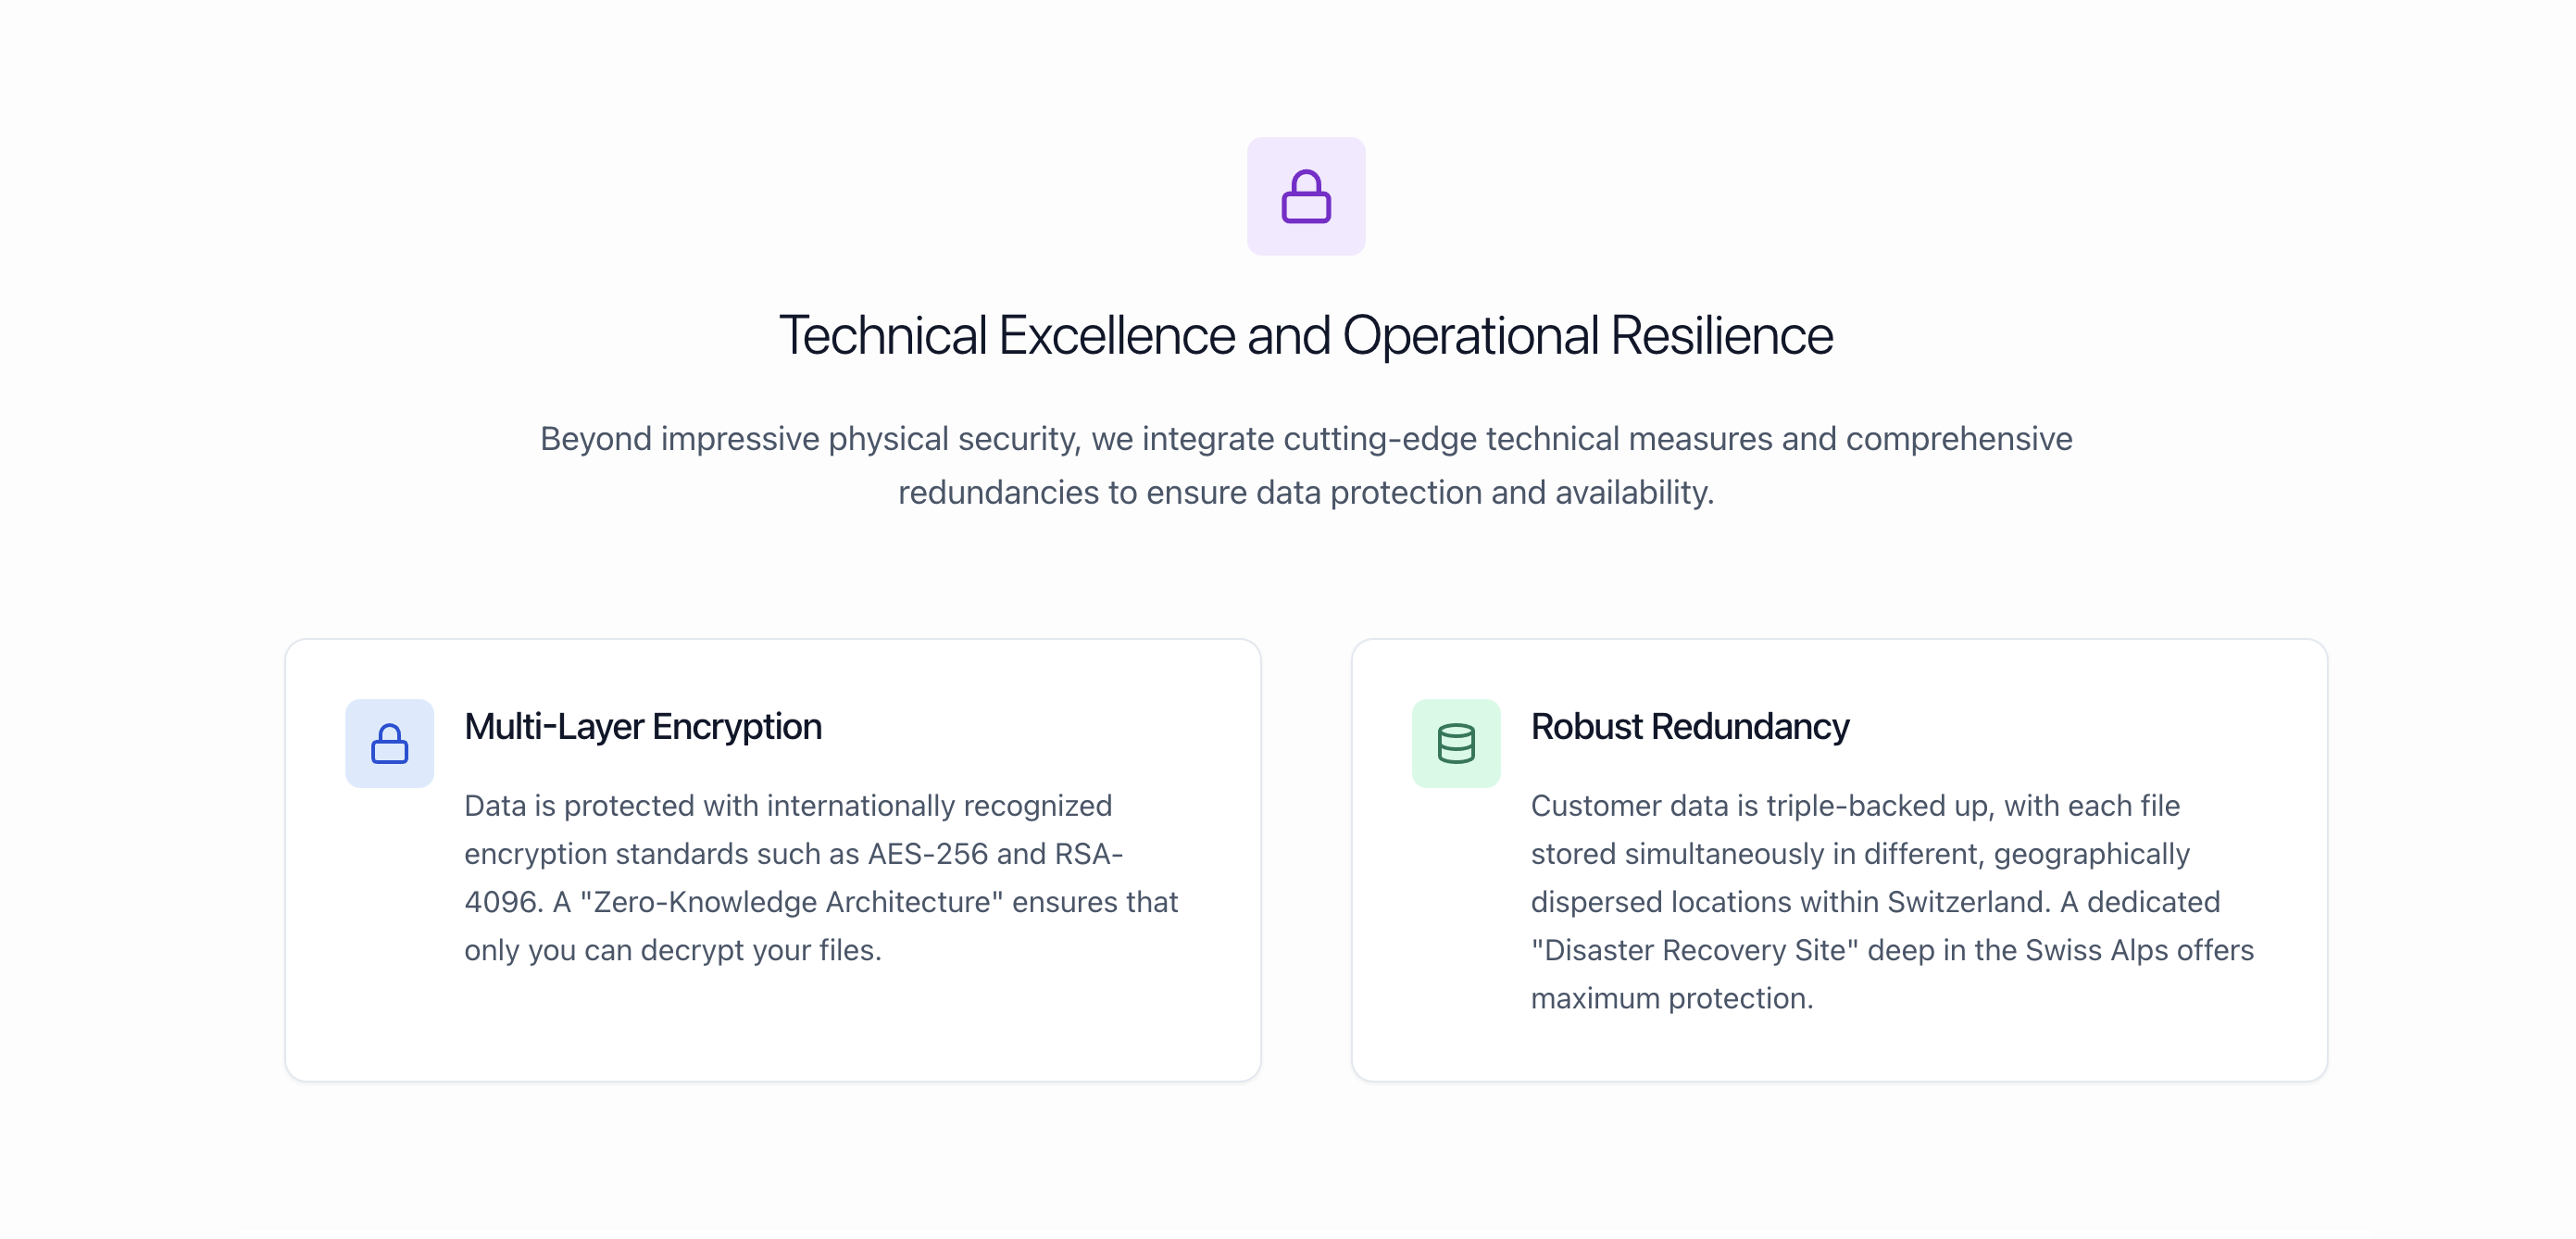 Technical Excellence and Operational Resilience
Beyond impressive physical security, we integrate cutting-edge technical measures and comprehensive
redundancies to ensure data protection and availability.
Multi-Layer Encryption
Data is protected with internationally recognized
encryption standards such as AES-256 and RSA-
4096. A "Zero-Knowledge Architecture" ensures that
only you can decrypt your files.
Robust Redundancy
Customer data is triple-backed up, with each file
stored simultaneously in different, geographically
dispersed locations within Switzerland. A dedicated
"Disaster Recovery Site" deep in the Swiss Alps offers
maximum protection.